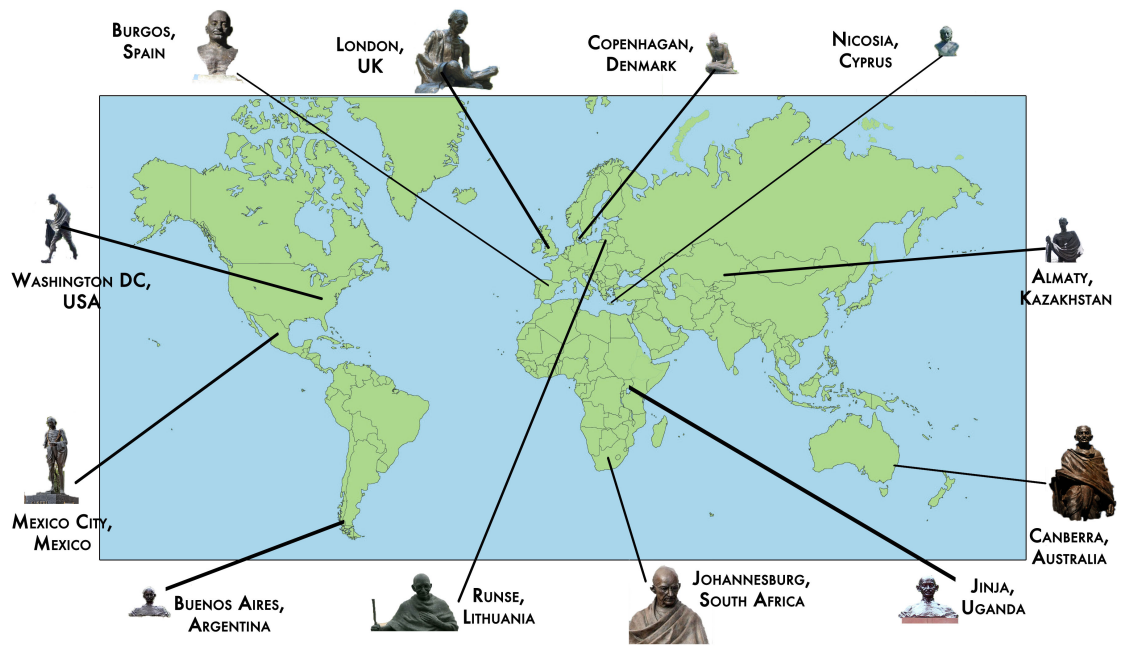 Burgos,
Spain
London,
UK
Copenhagan,
Denmark
Nicosia,
Cyprus
Washington DC,
USA
Almaty,
Kazakhstan
Mexico City,
Mexico
Canberra,
Australia
Buenos Aires,
Argentina
Runse,
Lithuania
Johannesburg,
South Africa
Jinja,
Uganda